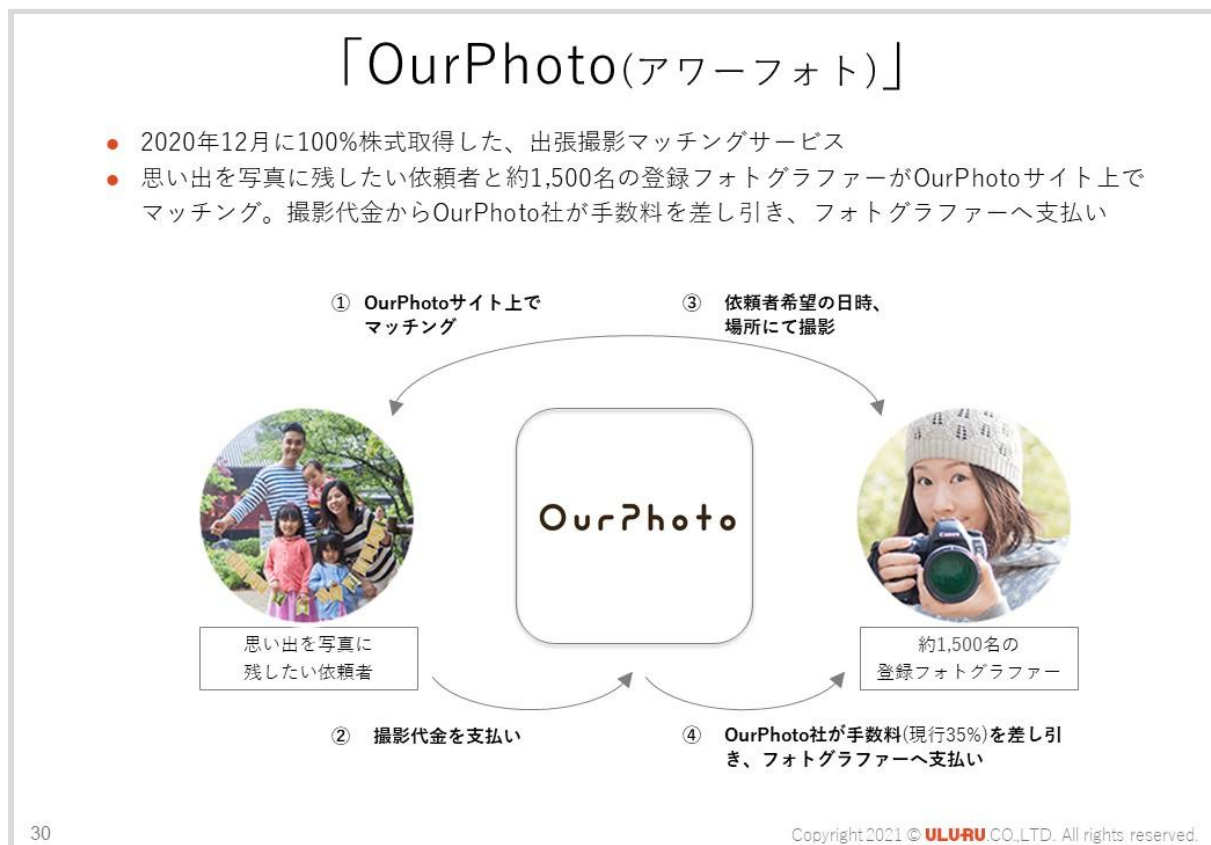 「OurPhoto(アワーフォト)」
● 2020年12月に100%株式取得した、出張撮影マッチングサービス
● 思い出を写真に残したい依頼者と約1,500名の登録フォトグラファーがOurPhotoサイト上で
マッチング。撮影代金からOurPhoto社が手数料を差し引き、フォトグラファーへ支払い
① OurPhotoサイト上で
マッチング
③ 依頼者希望の日時、
場所にて撮影
OurPhoto
Canon
思い出を写真に
残したい依頼者
約1,500名の
登録フォトグラファー
② 撮影代金を支払い
④ OurPhoto社が手数料(現行35%)を差し引
き、フォトグラファーへ支払い
30
Copyright 2021 © ULURU.CO.,LTD. All rights reserved.